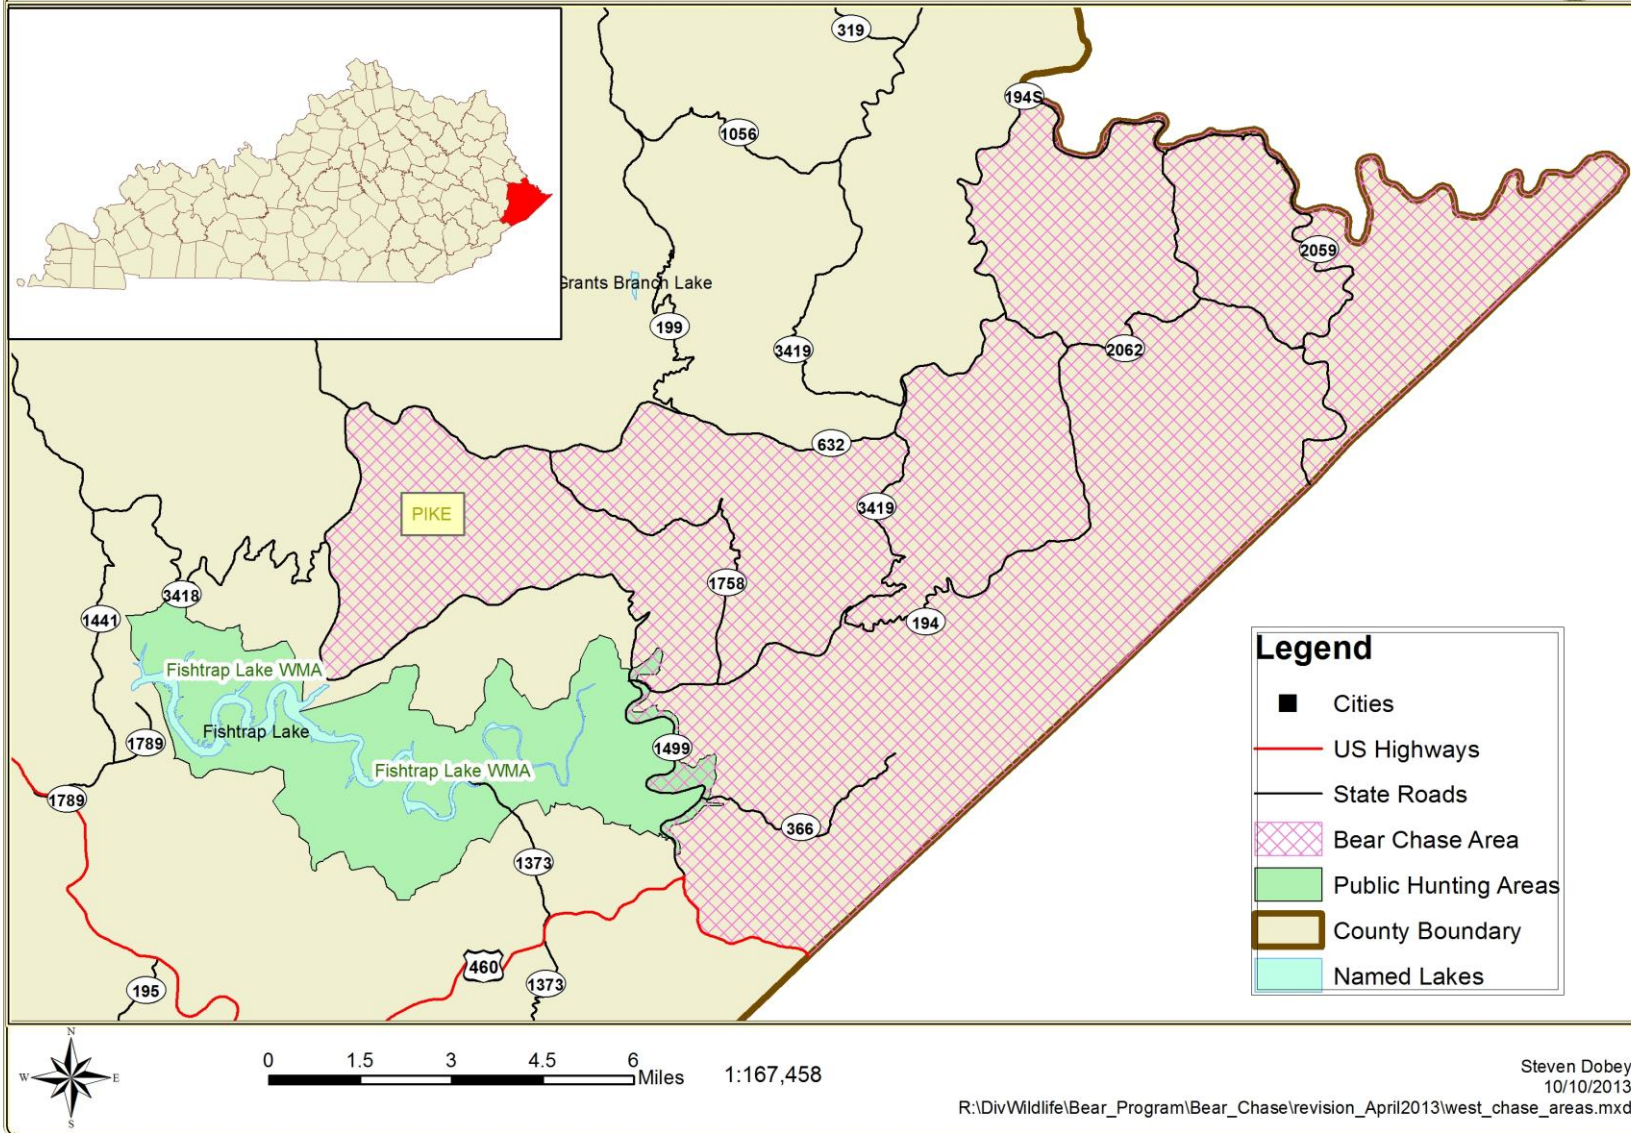 319
194S
1056
2059
Grants Branch Lake
199
3419
2062
632
PIKE
3419
1758
3418
1441
194
Fishtrap Lake WMA
Fishtrap Lake
1789
1499
Fishtrap Lake WMA
1789
366
1373
460
195
1373
Legend
Cities
US Highways
State Roads
Bear Chase Area
Public Hunting Areas
County Boundary
Named Lakes
N
W E
S
0 1.5 3 4.5 6
Miles
1:167,458
Steven Dobey
10/10/2013
R:\DivWildlife\Bear_Program\Bear_Chase\revision_April2013\west_chase_areas.mxd